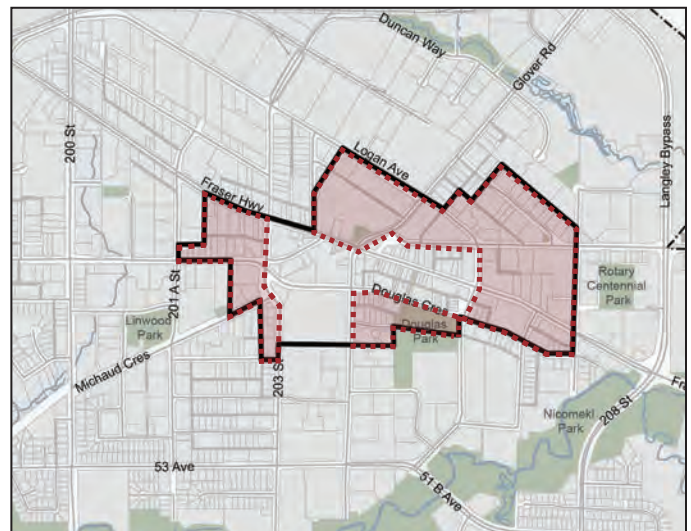 Duncan Way
Glover Rd
200 St
Logan Ave
Langley Bypass
Fraser Hwy
201 A St
Rotary
Centennial
Park
Douglas Cres
Linwood
Park
Douglas
Park
Michaud Cres
203 St
Fra
Nicomekl
Park
208 St
53 Ave
51 B Ave